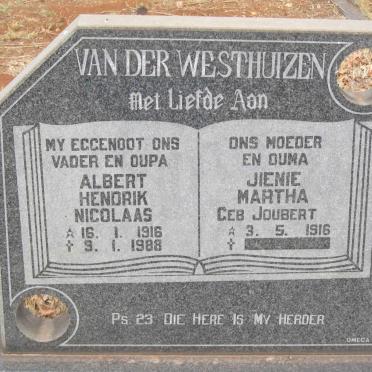 VAN DER WESTHUIZEN
Met Liefde Aan
MY EGGENOOT ONS
VADER EN OUPA
ALBERT
HENDRIK
NICOLAAS
☆ 16. 1. 1916
✝ 9. 1. 1988
ONS MOEDER
EN OUMA
JIENIE
MARTHA
GEB JOUBERT
☆ 3. 5. 1916
✝
PS. 23 DIE HERE IS MY HERDER
OMEGA